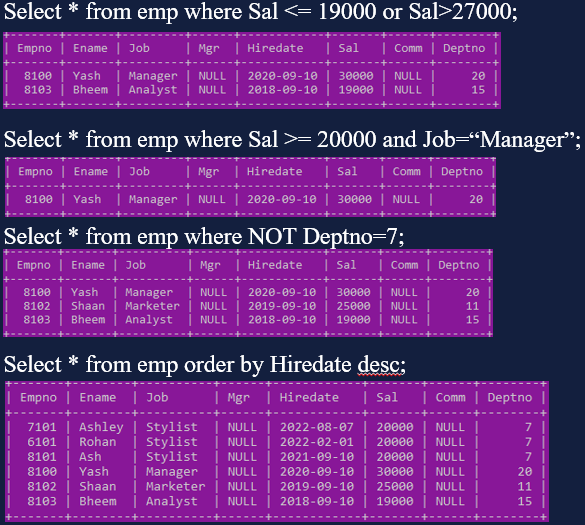 Select * from emp where Sal <= 19000 or Sal>27000;
| Empno | Ename | Job | Mgr | Hiredate | Sal | Comm | Deptno |
| 8100 | Yash | Manager | NULL | 2020-09-10 | 30000 | NULL | 20 |
| 8103 | Bheem | Analyst | NULL | 2018-09-10 | 19000 | NULL | 15 |
Select * from emp where Sal >= 20000 and Job=“Manager”;
| Empno | Ename | Job | Mgr | Hiredate | Sal | Comm | Deptno |
| 8100 | Yash | Manager | NULL | 2020-09-10 | 30000 | NULL | 20 |
Select * from emp where NOT Deptno=7;
| Empno | Ename | Job | Mgr | Hiredate | Sal | Comm | Deptno |
| 8100 | Yash | Manager | NULL | 2020-09-10 | 30000 | NULL | 20 |
| 8102 | Shaan | Marketer | NULL | 2019-09-10 | 25000 | NULL | 11 |
| 8103 | Bheem | Analyst | NULL | 2018-09-10 | 19000 | NULL | 15 |
Select * from emp order by Hiredate desc;
| Empno | Ename | Job | Mgr | Hiredate | Sal | Comm | Deptno |
| 7101 | Ashley | Stylist | NULL | 2022-08-07 | 20000 | NULL | 7 |
| 6101 | Rohan | Stylist | NULL | 2022-02-01 | 20000 | NULL | 7 |
| 8101 | Ash | Stylist | NULL | 2021-09-10 | 20000 | NULL | 7 |
| 8100 | Yash | Manager | NULL | 2020-09-10 | 30000 | NULL | 20 |
| 8102 | Shaan | Marketer | NULL | 2019-09-10 | 25000 | NULL | 11 |
| 8103 | Bheem | Analyst | NULL | 2018-09-10 | 19000 | NULL | 15 |